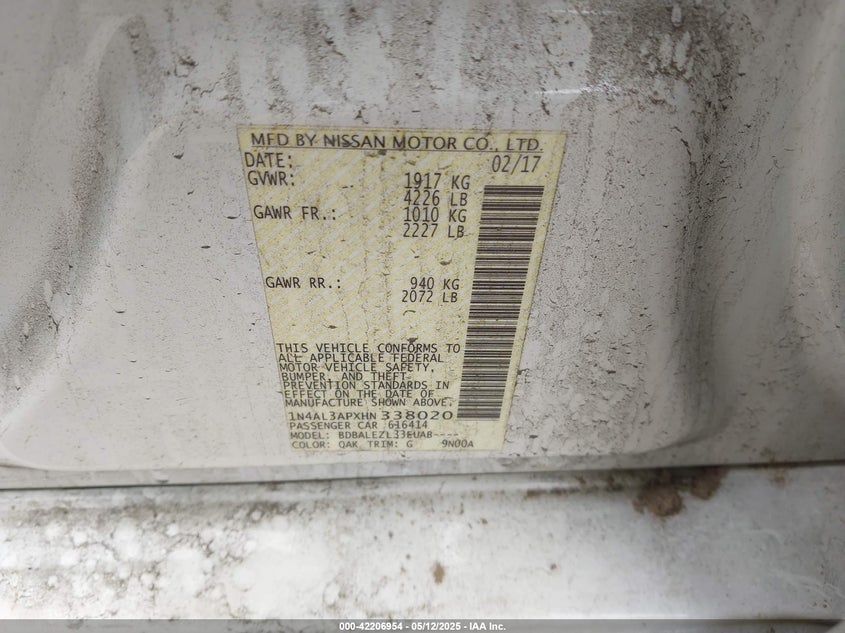 MFD BY NISSAN MOTOR CO., LTD.
DATE: 02/17
GVWR: 1917 KG
4226 LB
GAWR FR.: 1010 KG
2227 LB
GAWR RR.: 940 KG
2072 LB
THIS VEHICLE CONFORMS TO
ALL APPLICABLE FEDERAL
MOTOR VEHICLE SAFETY,
BUMPER, AND THEFT
PREVENTION STANDARDS IN
EFFECT ON THE DATE OF
MANUFACTURE SHOWN ABOVE.
1N4AL3APXHN338020
PASSENGER CAR 616414
MODEL: BDBALEZL33EUAB----
COLOR: QAK TRIM: G 9N00A
000-42206954 - 05/12/2025 - IAA Inc.